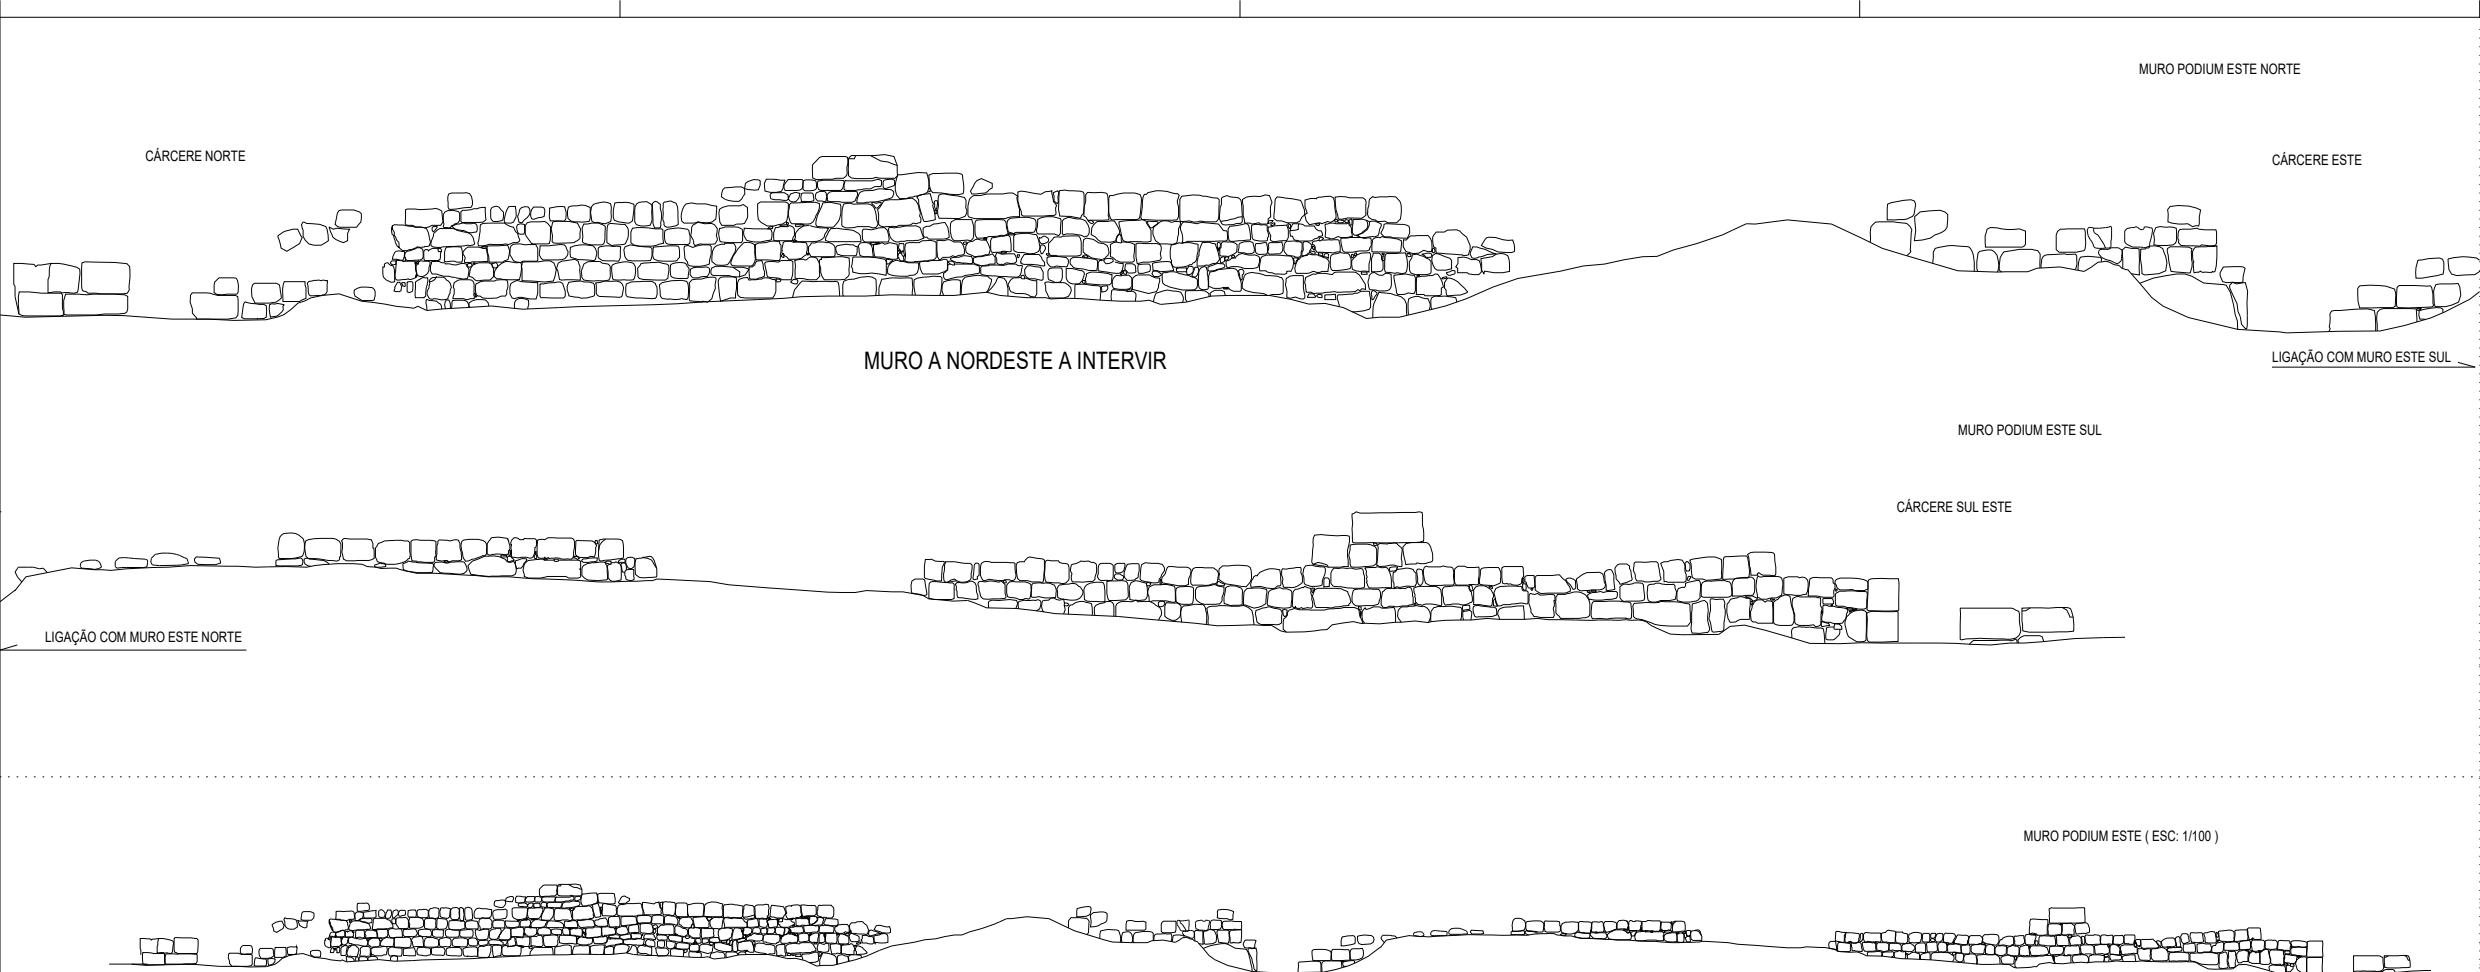 MURO PODIUM ESTE NORTE
CÁRCERE NORTE
CÁRCERE ESTE
MURO A NORDESTE A INTERVIR
LIGAÇÃO COM MURO ESTE SUL
MURO PODIUM ESTE SUL
CÁRCERE SUL ESTE
LIGAÇÃO COM MURO ESTE NORTE
MURO PODIUM ESTE ( ESC: 1/100 )